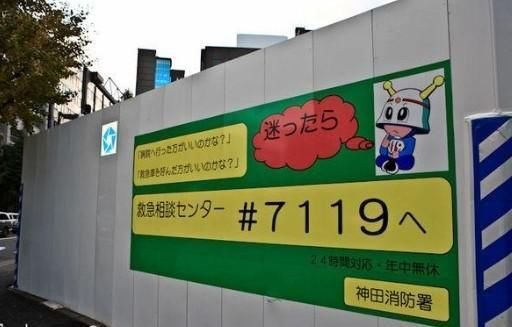 「病院へ行った方がいいのかな?」
「救急車を呼んだ方がいいのかな?」
迷ったら
救急相談センター #7119へ
24時間対応・年中無休
神田消防署